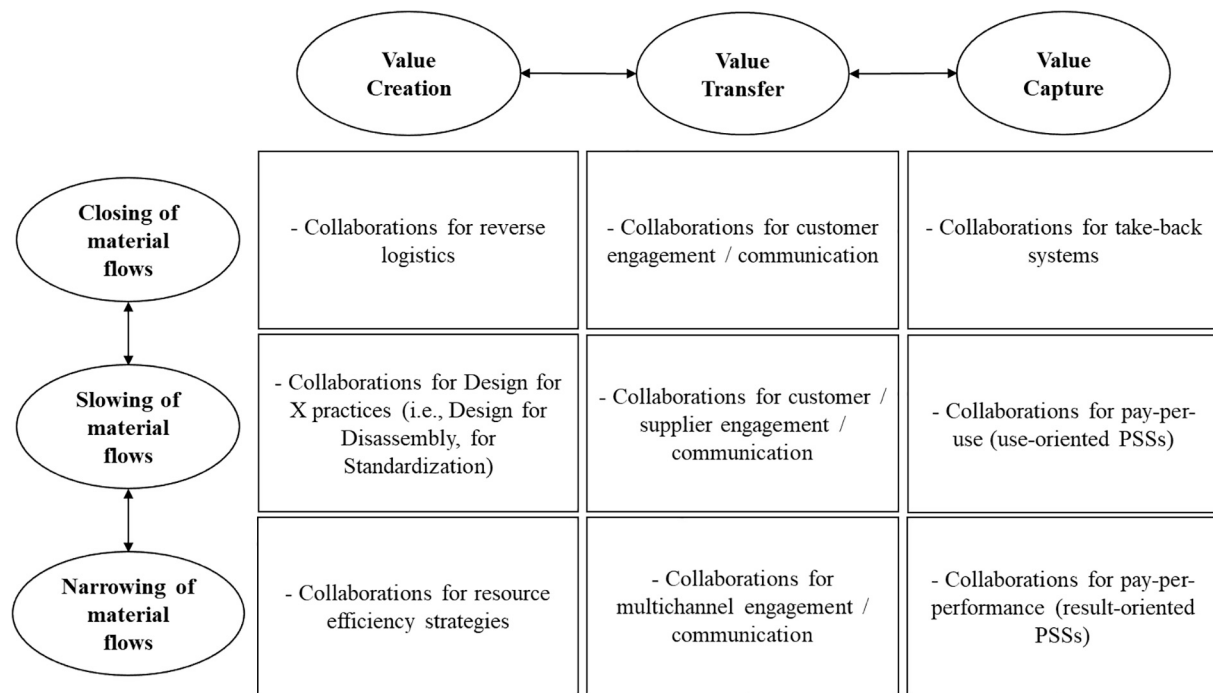 Value
Creation
Value
Transfer
Value
Capture
Closing of
material
flows
- Collaborations for reverse
logistics
- Collaborations for customer
engagement / communication
- Collaborations for take-back
systems
Slowing of
material
flows
- Collaborations for Design for
X practices (i.e., Design for
Disassembly, for
Standardization)
- Collaborations for customer /
supplier engagement /
communication
- Collaborations for pay-per-
use (use-oriented PSSs)
Narrowing of
material
flows
- Collaborations for resource
efficiency strategies
- Collaborations for
multichannel engagement /
communication
- Collaborations for pay-per-
performance (result-oriented
PSSs)